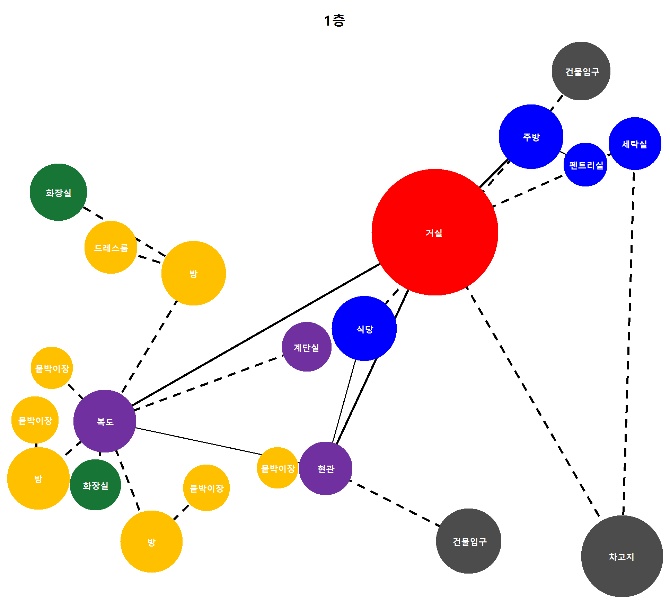 1층
건물입구
주방
세탁실
펜트리실
화장실
거실
드레스룸
방
식당
계단실
붙박이장
붙박이장
복도
붙박이장
현관
방
화장실
붙박이장
방
건물입구
차고지